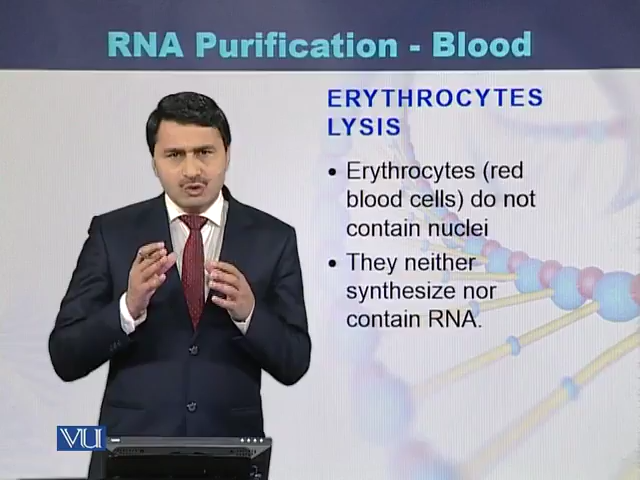 RNA Purification - Blood
ERYTHROCYTES
LYSIS
• Erythrocytes (red
blood cells) do not
contain nuclei
• They neither
synthesize nor
contain RNA.
VU